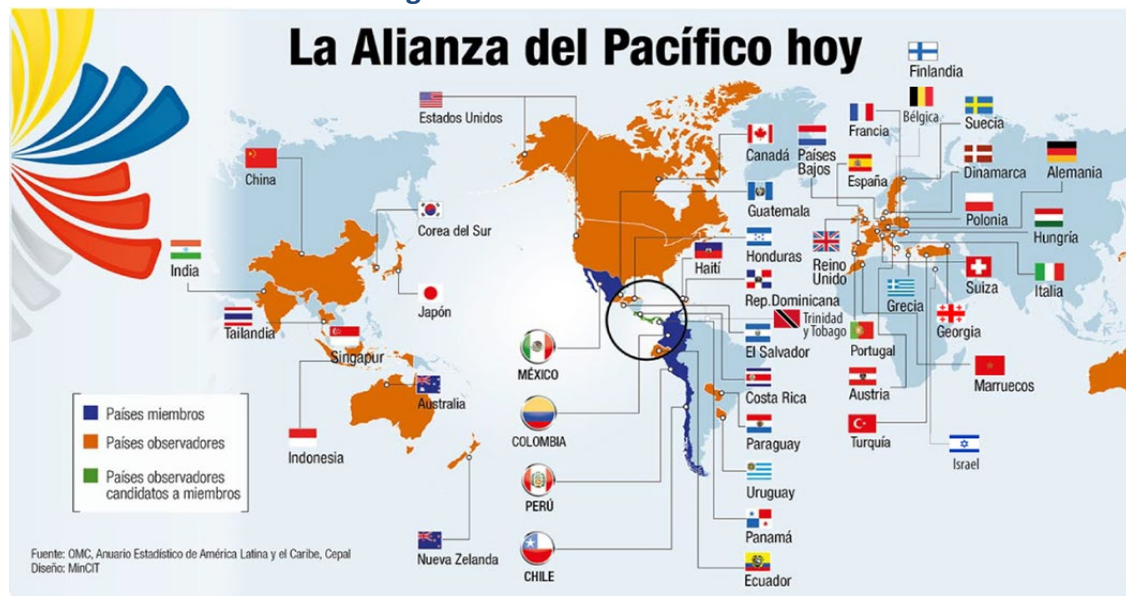 La Alianza del Pacífico hoy
Estados Unidos
China
Corea del Sur
India
Japón
Tailandia
Singapur
Australia
Indonesia
Nueva Zelanda
MÉXICO
COLOMBIA
PERÚ
CHILE
Canadá
Guatemala
Honduras
Haití
Rep. Dominicana
Trinidad
y Tobago
El Salvador
Costa Rica
Paraguay
Uruguay
Panamá
Ecuador
Finlandia
Bélgica
Francia
Suecia
Países
Bajos
España
Dinamarca
Alemania
Polonia
Hungría
Reino
Unido
Suiza
Italia
Grecia
Georgia
Portugal
Marruecos
Austria
Turquía
Israel
Países miembros
Países observadores
Países observadores
candidatos a miembros
Fuente: OMC, Anuario Estadístico de América Latina y el Caribe, Cepal
Diseño: MinCIT